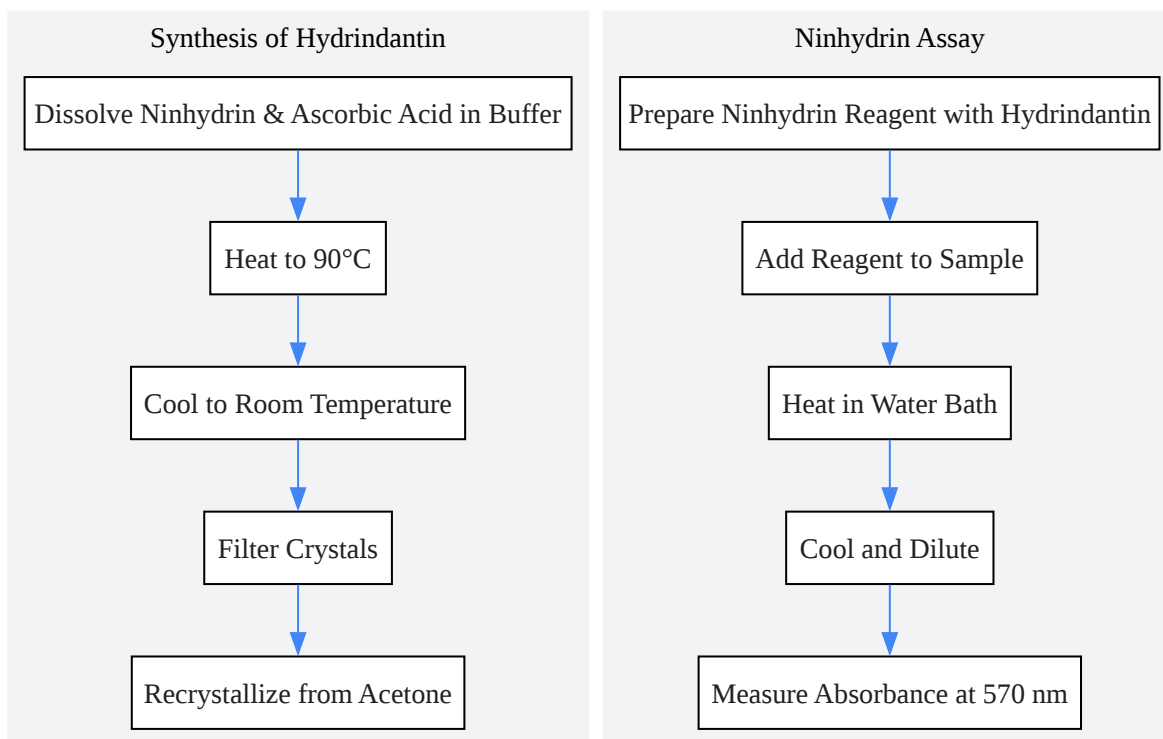 Synthesis of Hydrindantin
Dissolve Ninhydrin & Ascorbic Acid in Buffer
Heat to 90°C
Cool to Room Temperature
Filter Crystals
Recrystallize from Acetone
Ninhydrin Assay
Prepare Ninhydrin Reagent with Hydrindantin
Add Reagent to Sample
Heat in Water Bath
Cool and Dilute
Measure Absorbance at 570 nm